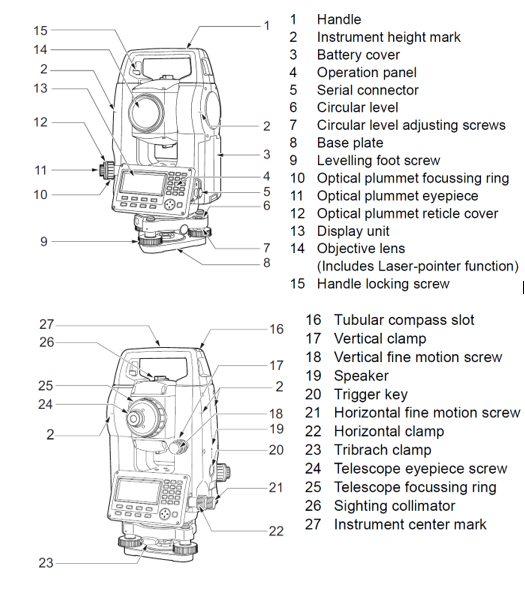 15
14
2
13
12
11
10
9
1
2
3
4
5
6
7
8
1 Handle
2 Instrument height mark
3 Battery cover
4 Operation panel
5 Serial connector
6 Circular level
7 Circular level adjusting screws
8 Base plate
9 Levelling foot screw
10 Optical plummet focussing ring
11 Optical plummet eyepiece
12 Optical plummet reticle cover
13 Display unit
14 Objective lens
(Includes Laser-pointer function)
15 Handle locking screw
27
26
25
24
2
23
16
17
2
18
19
20
21
22
16 Tubular compass slot
17 Vertical clamp
18 Vertical fine motion screw
19 Speaker
20 Trigger key
21 Horizontal fine motion screw
22 Horizontal clamp
23 Tribrach clamp
24 Telescope eyepiece screw
25 Telescope focussing ring
26 Sighting collimator
27 Instrument center mark